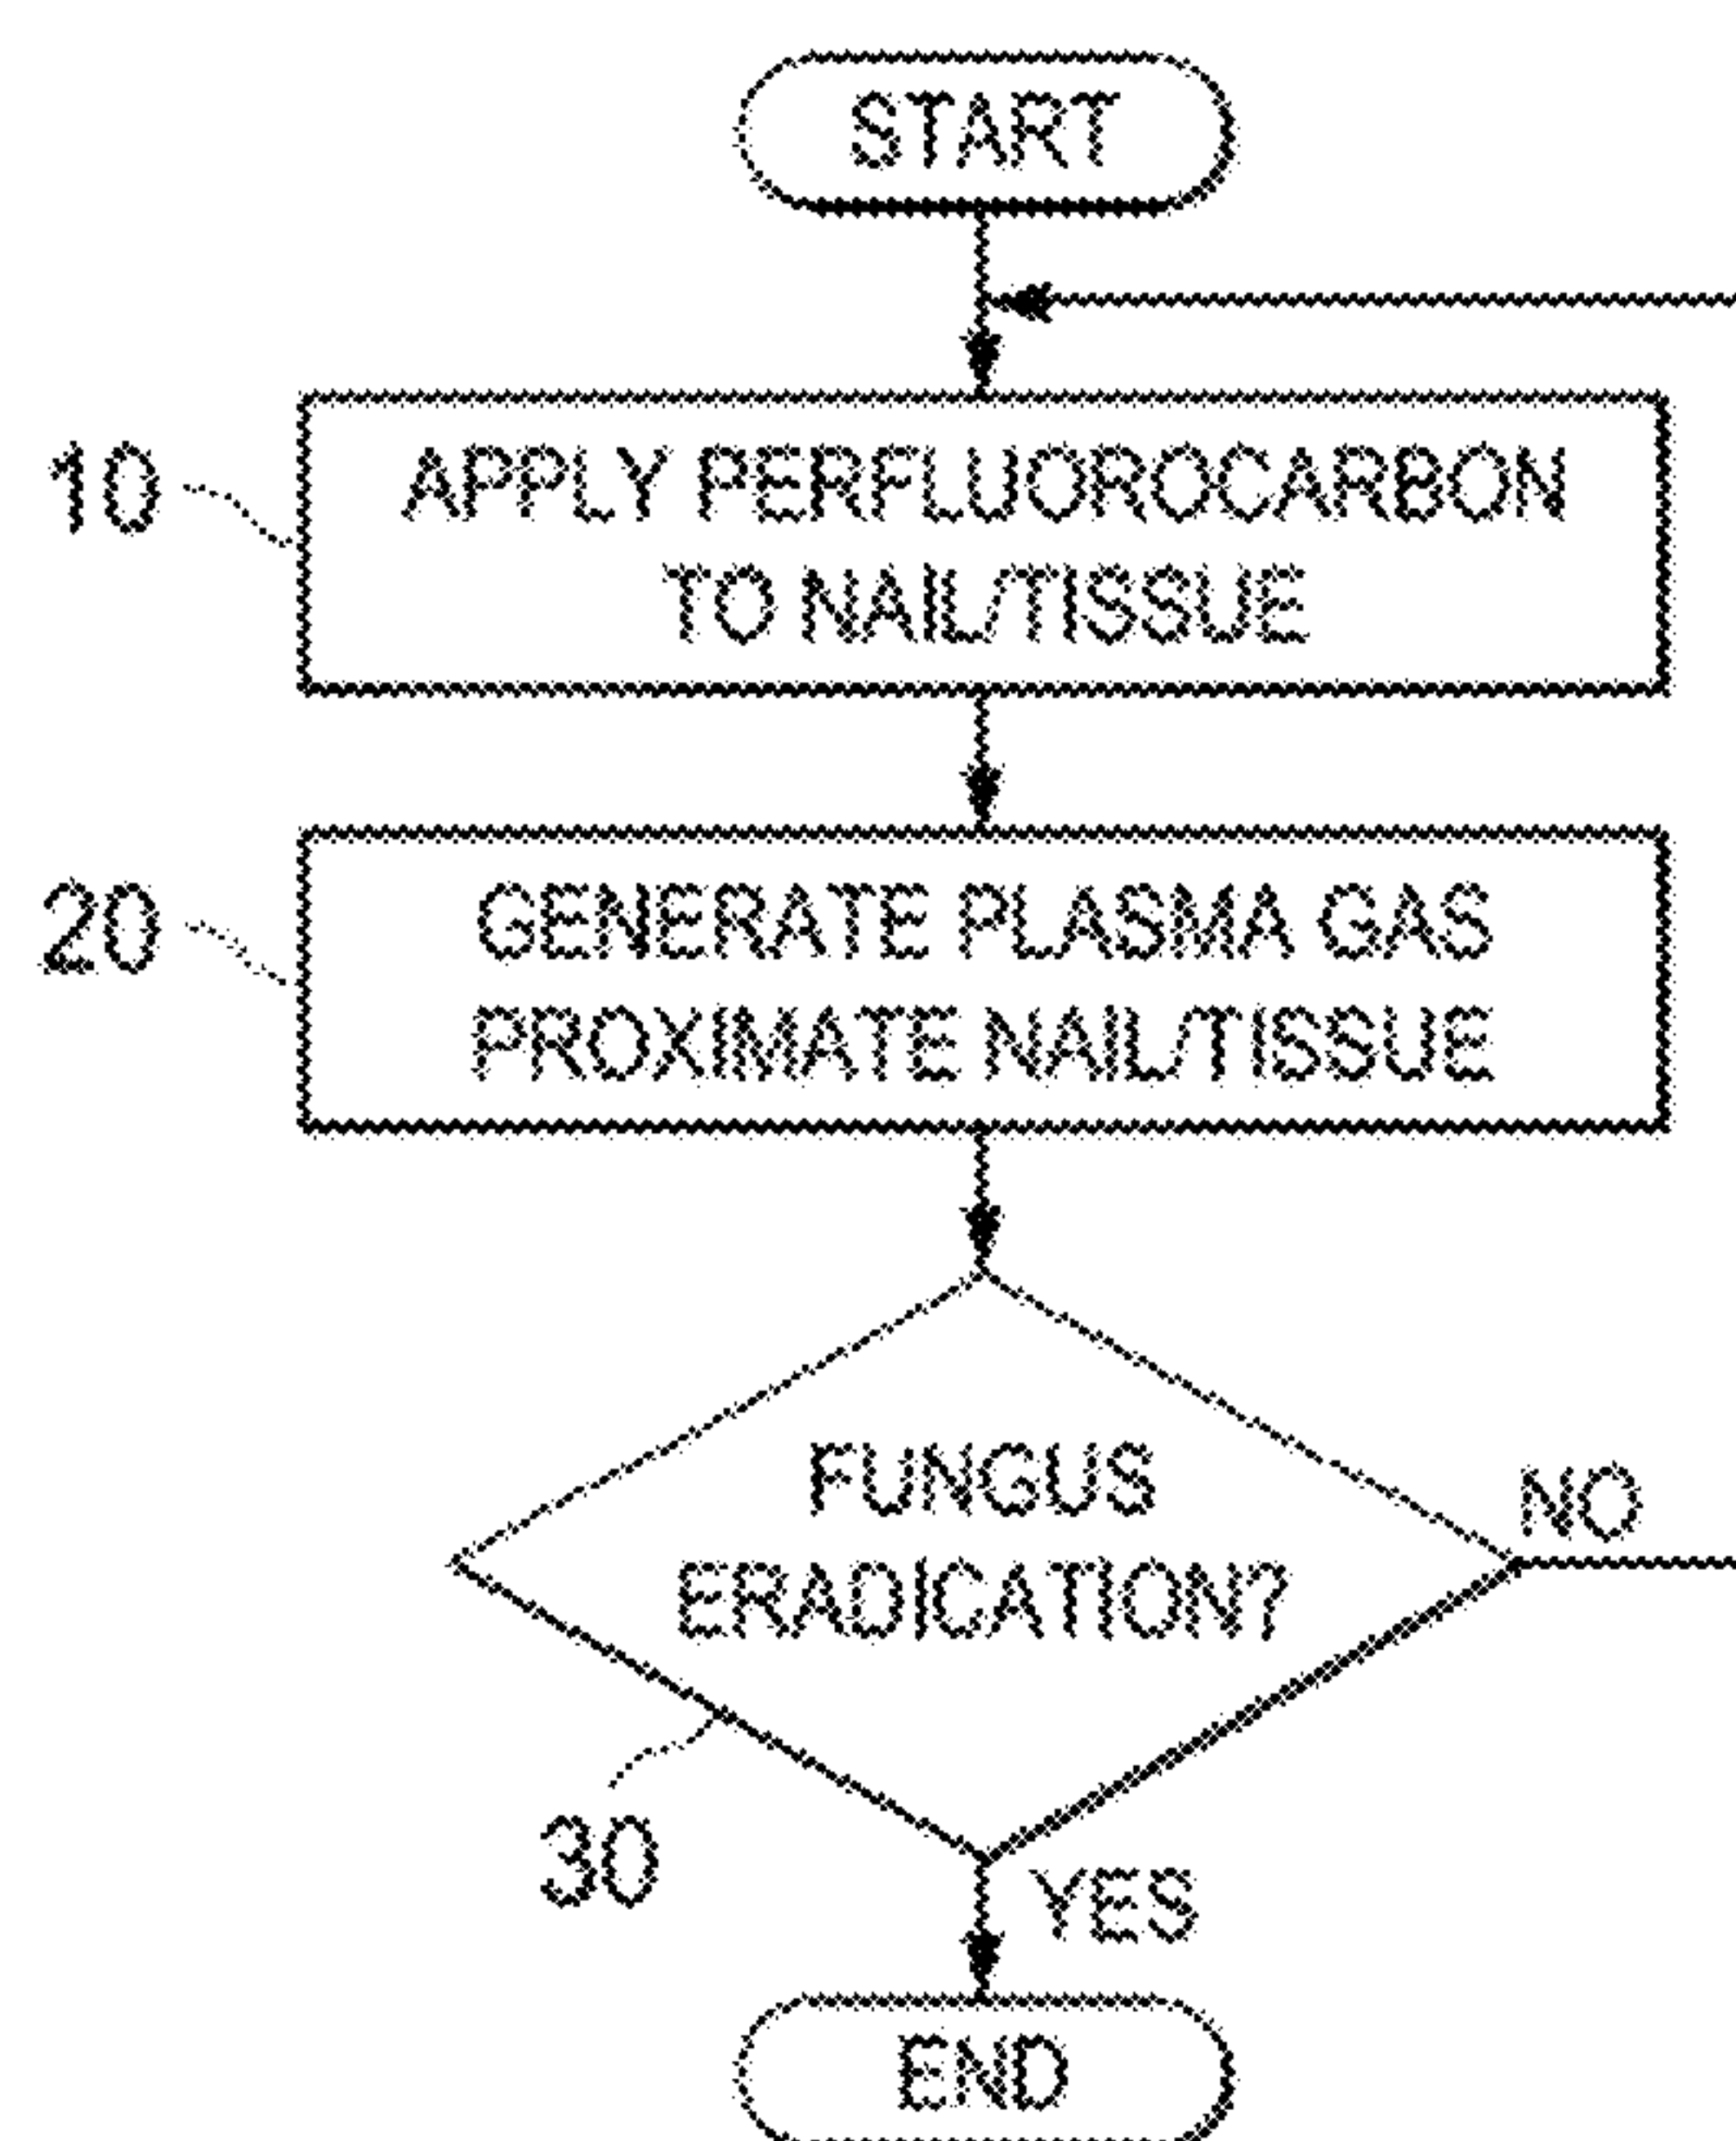 START
10
APPLY PERFLUOROCARBON
TO NAIL/TISSUE
20
GENERATE PLASMA GAS
PROXIMATE NAIL/TISSUE
FUNGUS
ERADICATION?
NO
30
YES
END